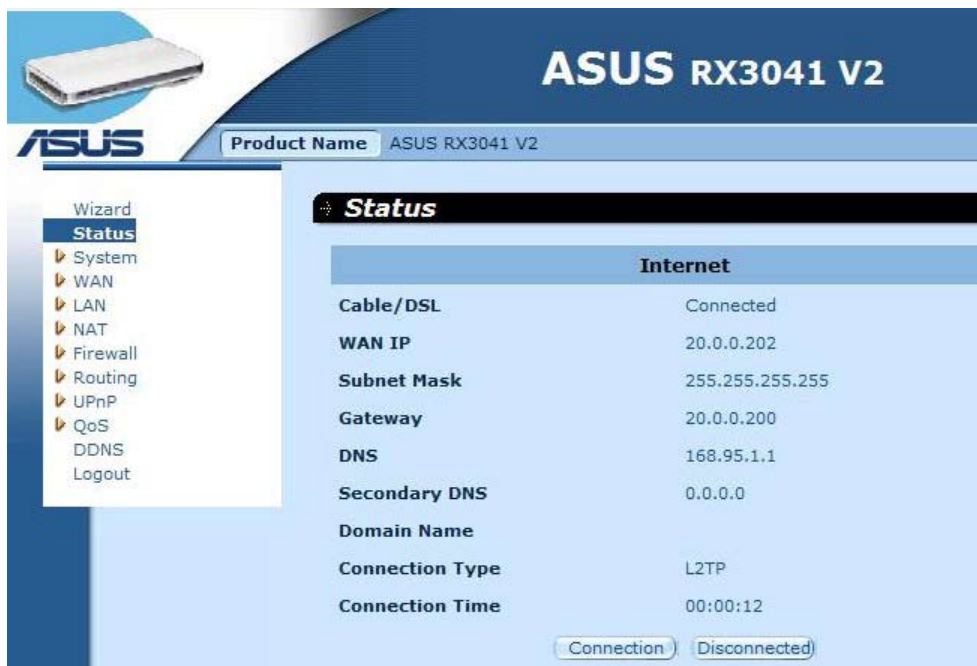 ASUS RX3041 V2
ASUS
Product Name ASUS RX3041 V2
Wizard
Status
System
WAN
LAN
NAT
Firewall
Routing
UPnP
QoS
DDNS
Logout
Status
Internet
Cable/DSL Connected
WAN IP 20.0.0.202
Subnet Mask 255.255.255.255
Gateway 20.0.0.200
DNS 168.95.1.1
Secondary DNS 0.0.0.0
Domain Name
Connection Type L2TP
Connection Time 00:00:12
Connection Disconnected